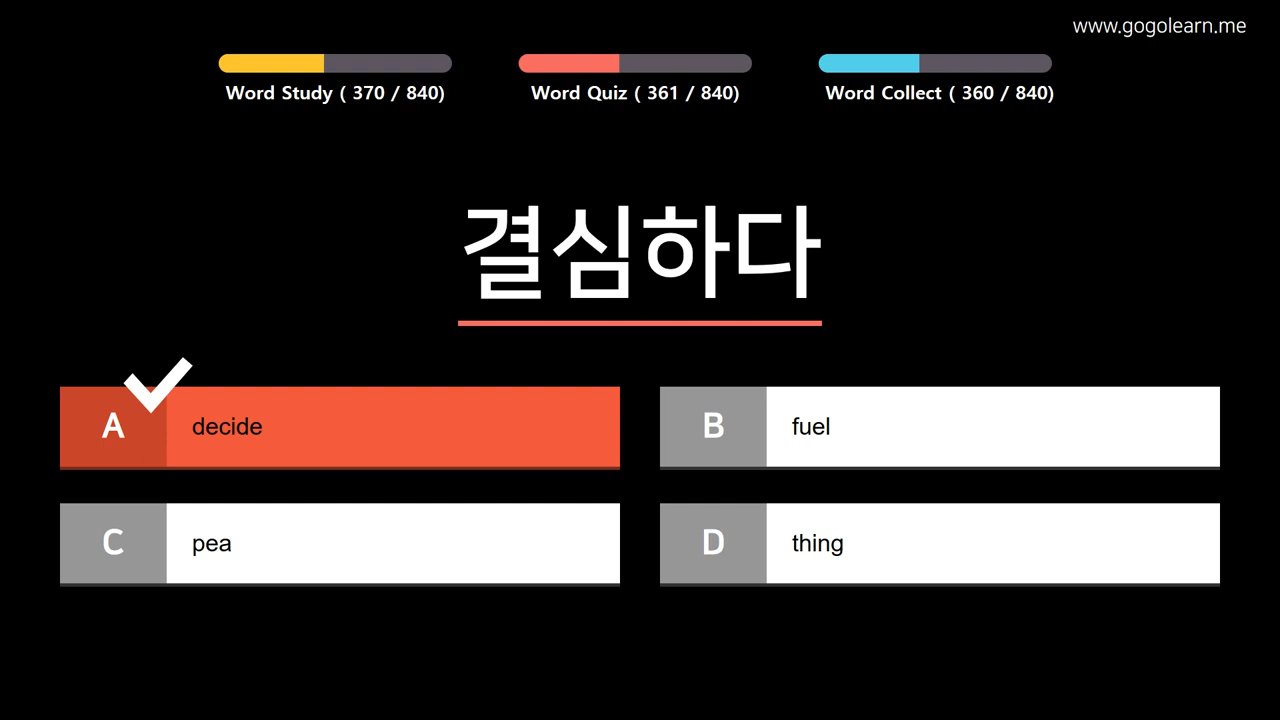 www.gogolearn.me
Word Study ( 370 / 840)
Word Quiz ( 361 / 840)
Word Collect ( 360 / 840)
결심하다
A decide
B fuel
C pea
D thing